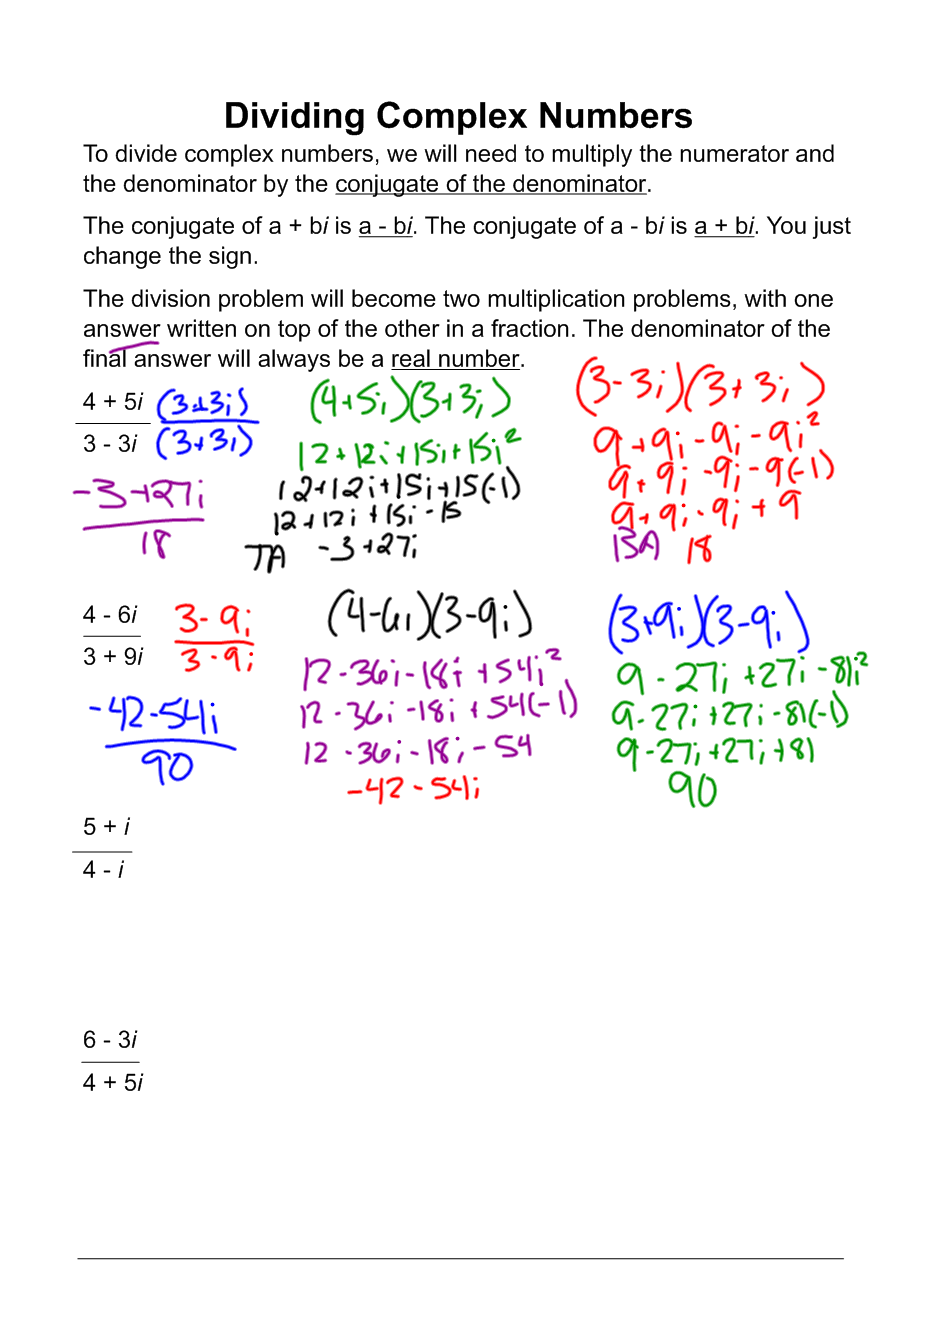 Dividing Complex Numbers
To divide complex numbers, we will need to multiply the numerator and
the denominator by the conjugate of the denominator.
The conjugate of a + bi is a - bi. The conjugate of a - bi is a + bi. You just
change the sign.
The division problem will become two multiplication problems, with one
answer written on top of the other in a fraction. The denominator of the
final answer will always be a real number.
4 + 5i (3+3i)
3 - 3i (3+3i)
-3+27i
18
(4+5i)(3+3i)
12+12i+15i+15i²
12+12i+15i+15(-1)
12+12i+15i-15
TA -3+27i
(3-3i)(3+3i)
9+9i-9i-9i²
9+9i-9i-9(-1)
9+9i-9i+9
BA 18
4 - 6i 3-9i
3 + 9i 3-9i
-42-54i
90
(4-6i)(3-9i)
12-36i-18i+54i²
12-36i-18i+54(-1)
12-36i-18i-54
-42-54i
(3+9i)(3-9i)
9-27i+27i-81i²
9-27i+27i-81(-1)
9-27i+27i+81
90
5 + i
4 - i
6 - 3i
4 + 5i